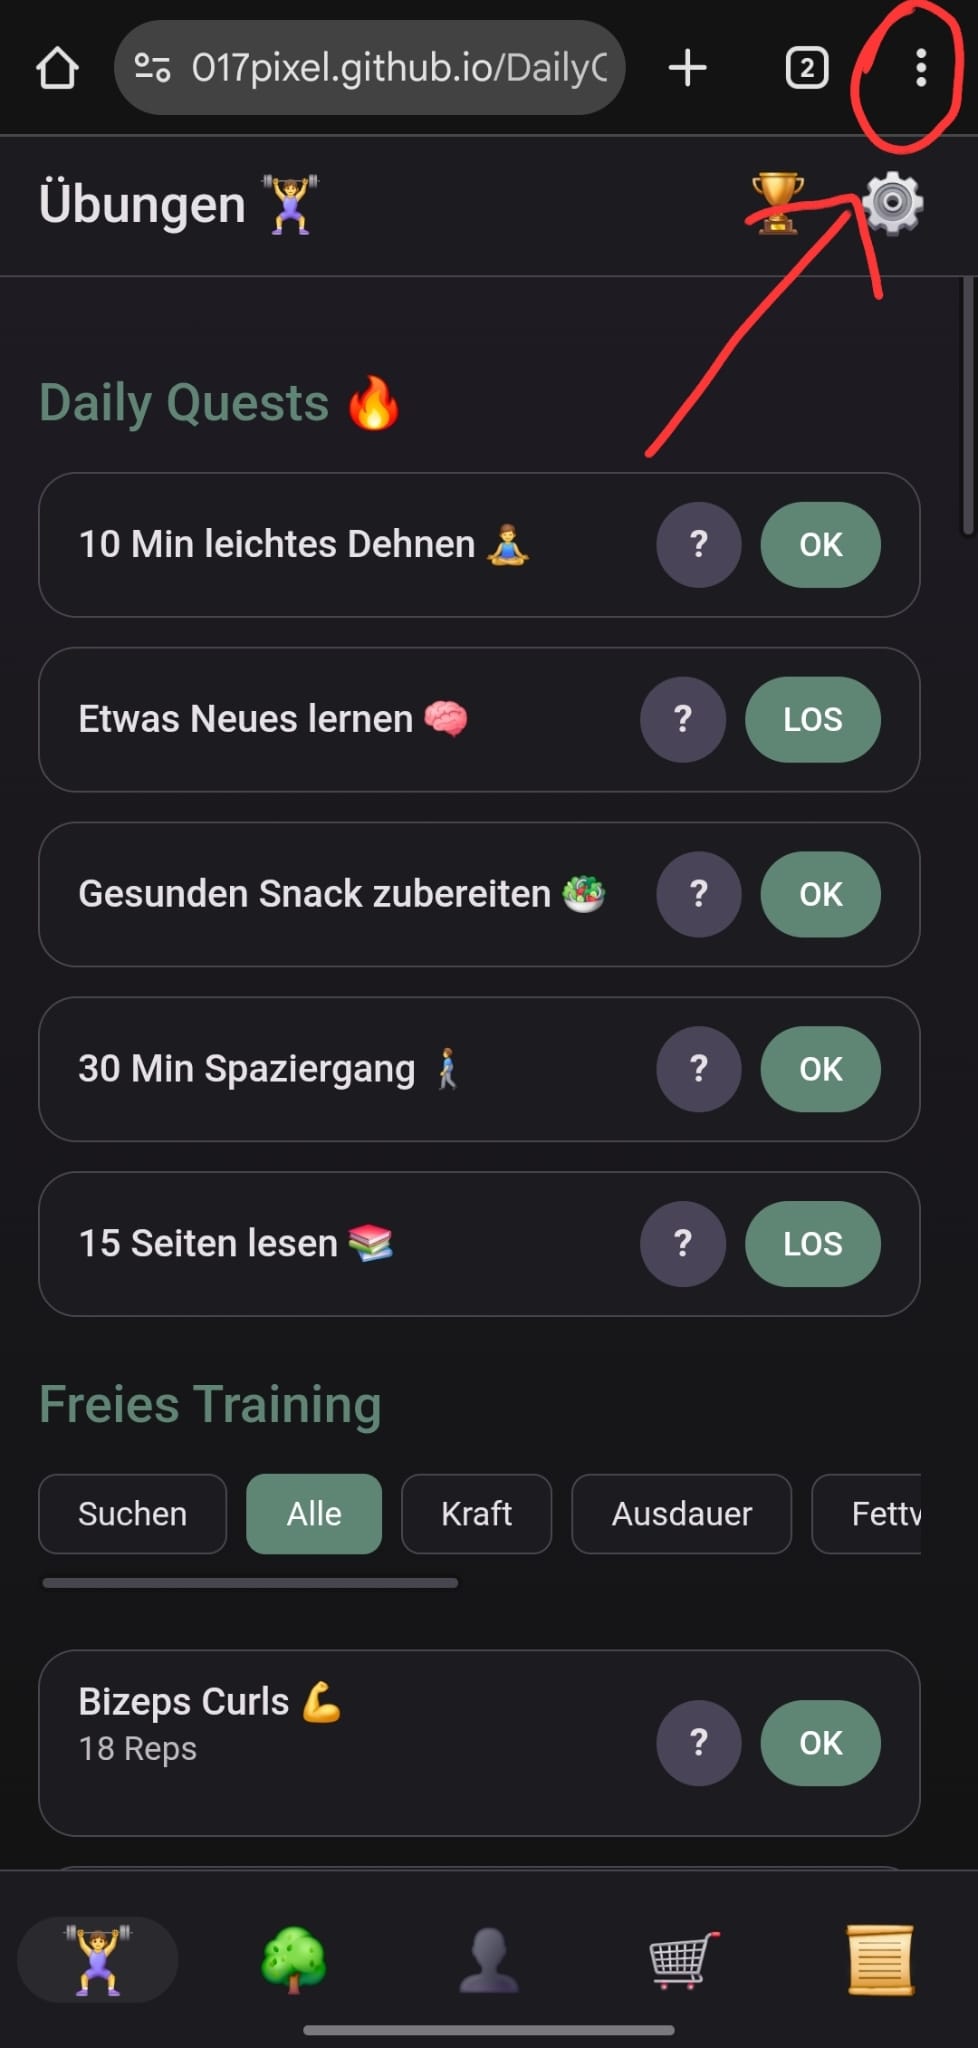 017pixel.github.io/Daily
2
Übungen
Daily Quests
10 Min leichtes Dehnen
?
OK
Etwas Neues lernen
?
LOS
Gesunden Snack zubereiten
?
OK
30 Min Spaziergang
?
OK
15 Seiten lesen
?
LOS
Freies Training
Suchen
Alle
Kraft
Ausdauer
Fettv
Bizeps Curls
18 Reps
?
OK